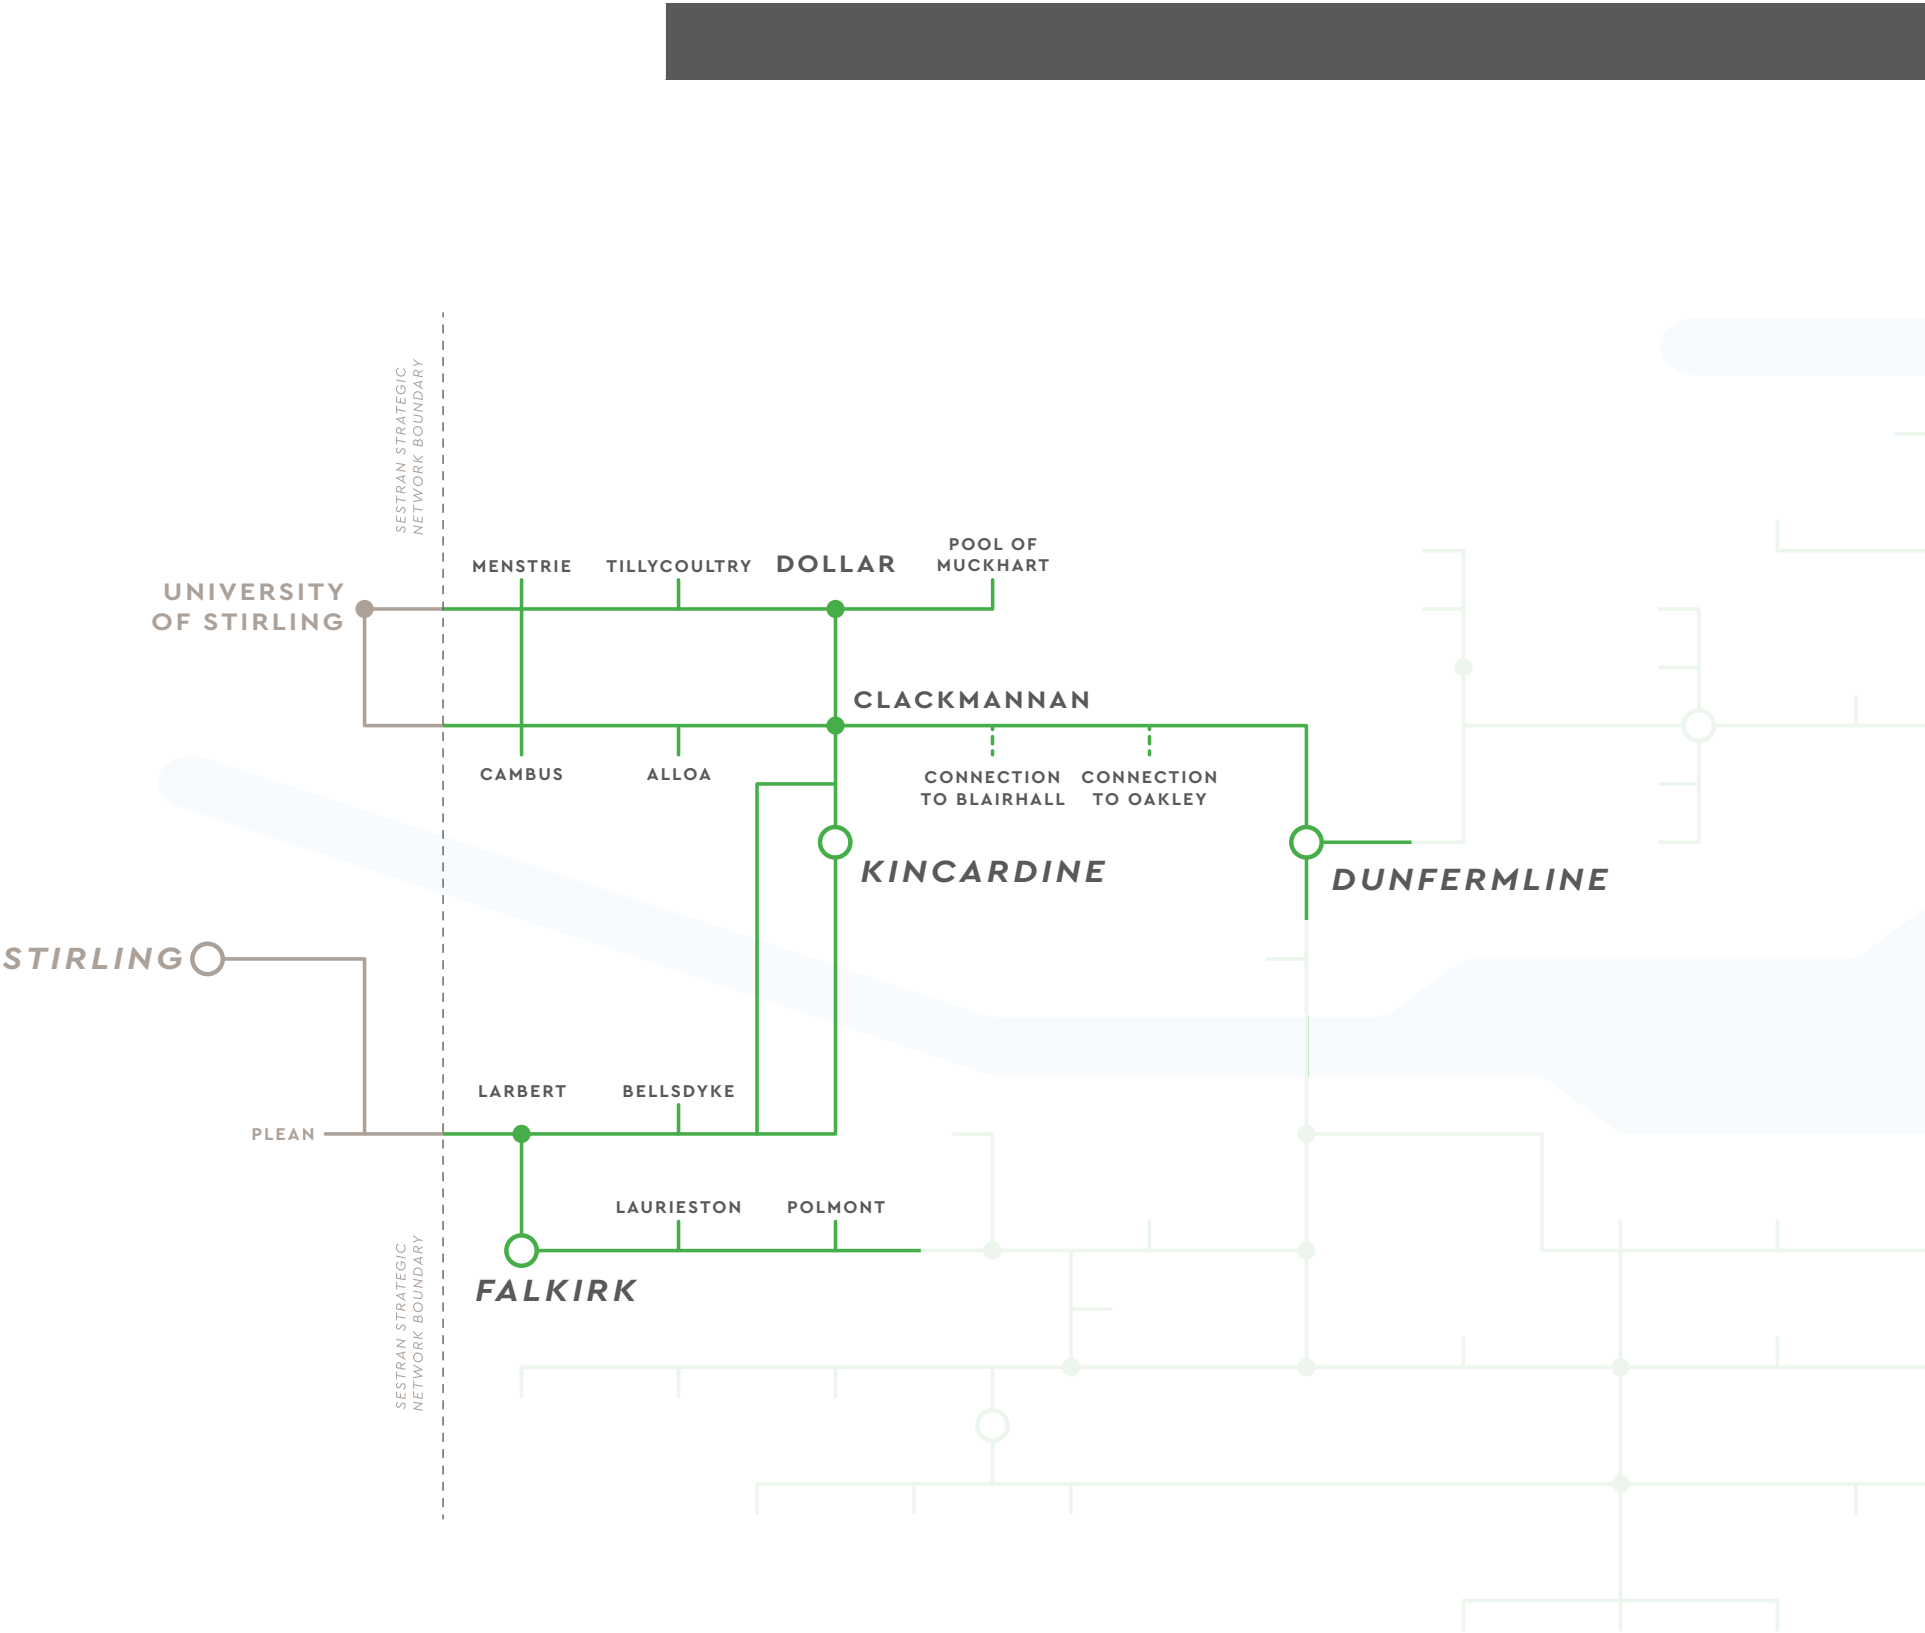 SESTRAN STRATEGIC
NETWORK BOUNDARY
POOL OF
MUCKHART
MENSTRIE
TILLYCOULTRY
DOLLAR
UNIVERSITY
OF STIRLING
CLACKMANNAN
CAMBUS
ALLOA
CONNECTION
TO BLAIRHALL
CONNECTION
TO OAKLEY
KINCARDINE
DUNFERMLINE
STIRLING
LARBERT
BELLSDYKE
PLEAN
LAURIESTON
POLMONT
FALKIRK
SESTRAN STRATEGIC
NETWORK BOUNDARY